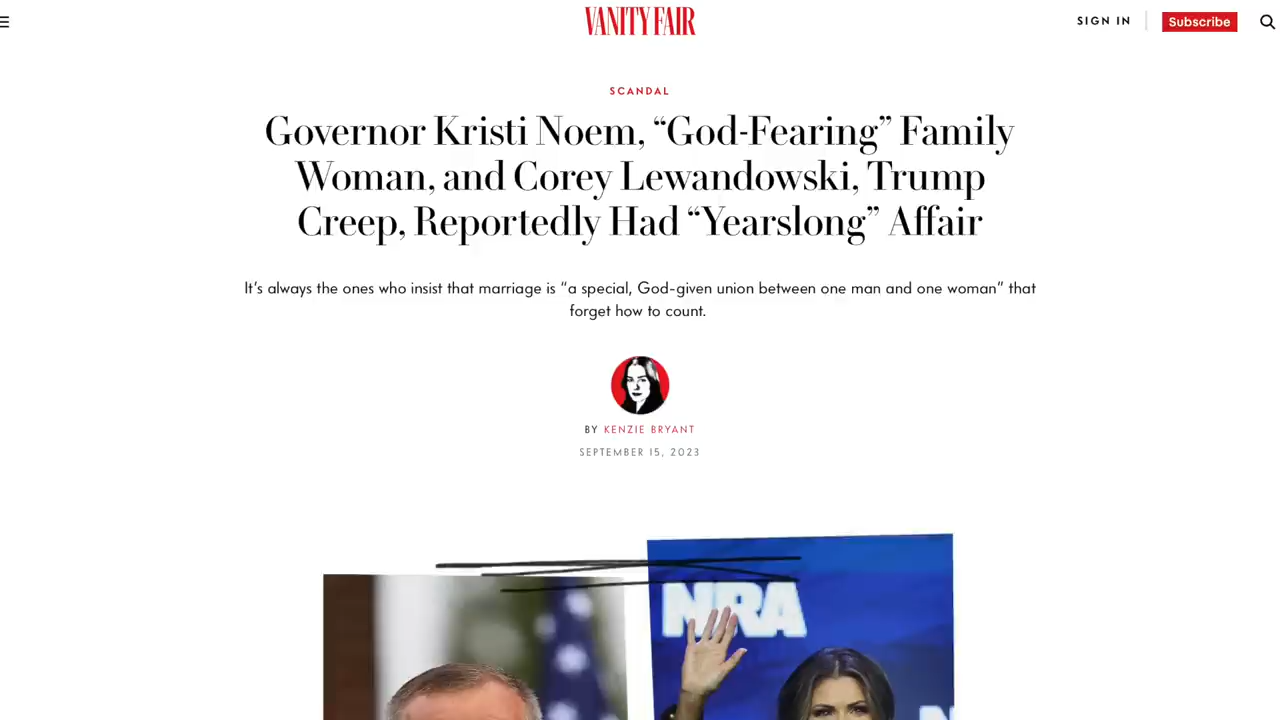 VANITY FAIR
SIGN IN
Subscribe
SCANDAL
Governor Kristi Noem, “God-Fearing” Family
Woman, and Corey Lewandowski, Trump
Creep, Reportedly Had “Yearslong” Affair
It’s always the ones who insist that marriage is “a special, God-given union between one man and one woman” that
forget how to count.
BY KENZIE BRYANT
SEPTEMBER 15, 2023
NRA